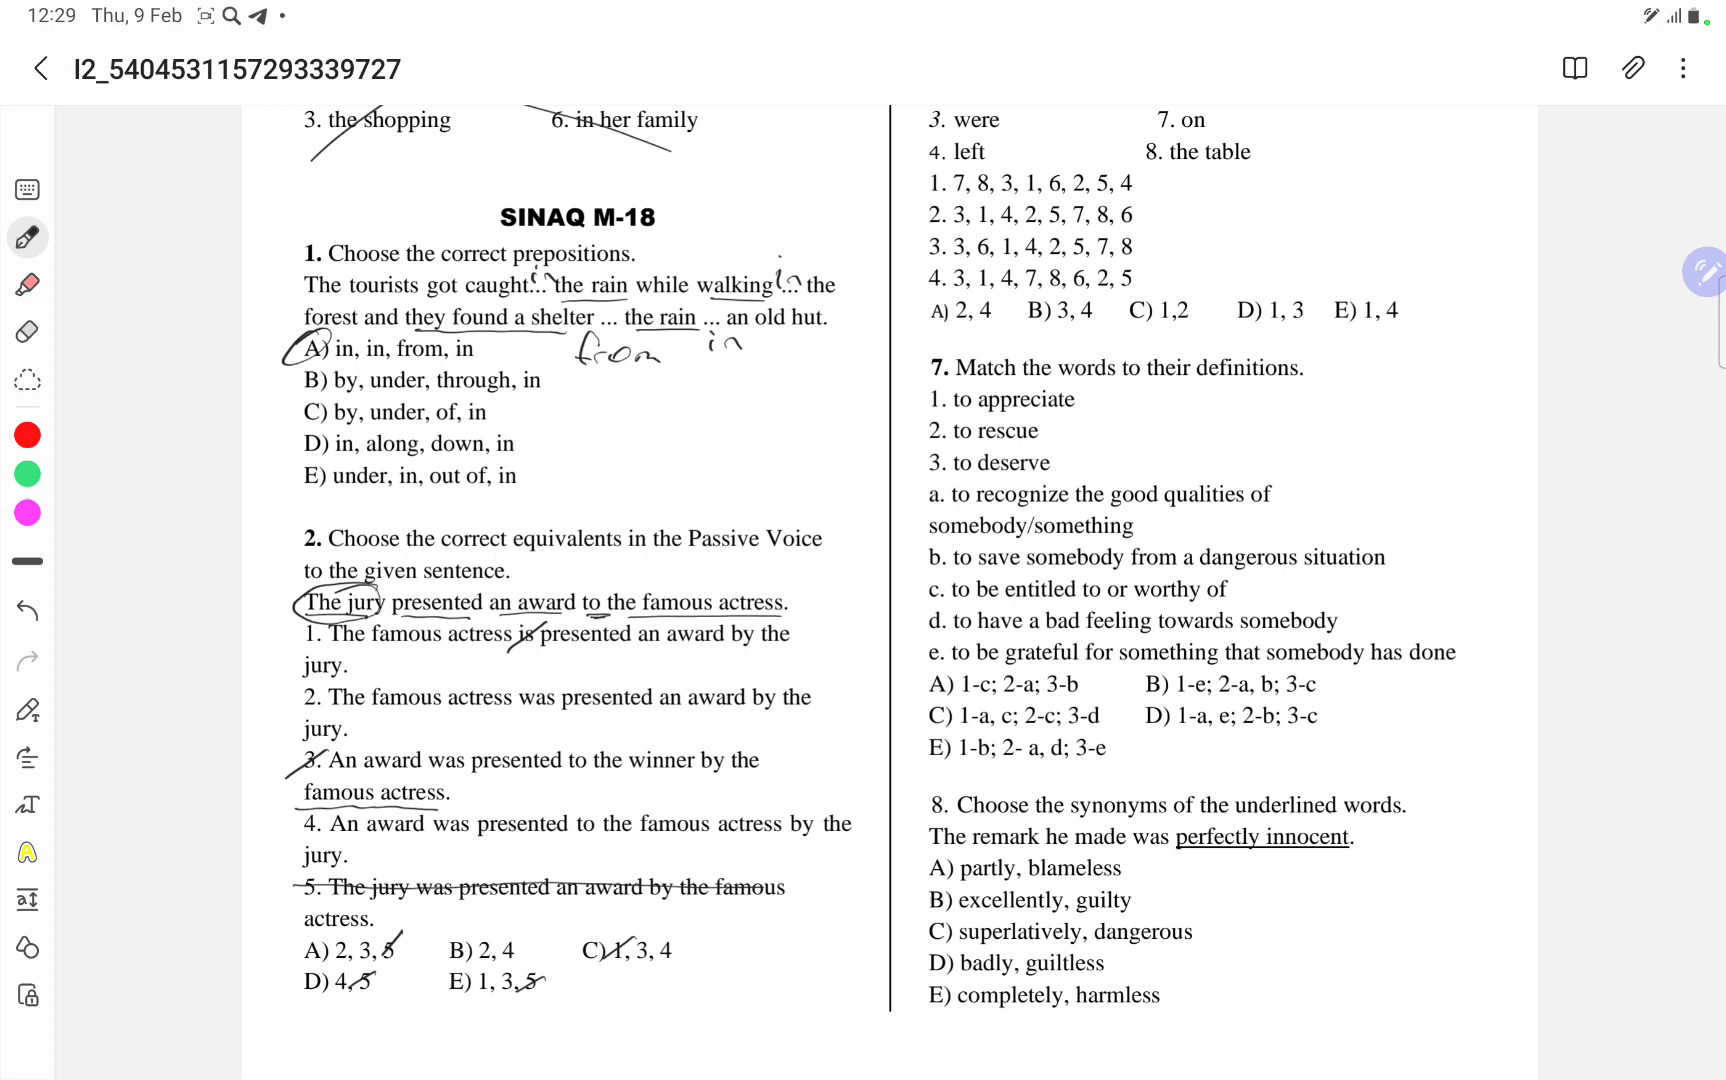 12:29 Thu, 9 Feb
I2_5404531157293339727
3. the shopping
6. in her family
SINAQ M-18
1. Choose the correct prepositions.
in in
The tourists got caught... the rain while walking ... the
forest and they found a shelter ... the rain ... an old hut.
from in
A) in, in, from, in
B) by, under, through, in
C) by, under, of, in
D) in, along, down, in
E) under, in, out of, in
2. Choose the correct equivalents in the Passive Voice
to the given sentence.
The jury presented an award to the famous actress.
1. The famous actress is presented an award by the
jury.
2. The famous actress was presented an award by the
jury.
3. An award was presented to the winner by the
famous actress.
4. An award was presented to the famous actress by the
jury.
5. The jury was presented an award by the famous
actress.
A) 2, 3, 5 B) 2, 4 C) 1, 3, 4
D) 4, 5 E) 1, 3, 5
3. were 7. on
4. left 8. the table
1. 7, 8, 3, 1, 6, 2, 5, 4
2. 3, 1, 4, 2, 5, 7, 8, 6
3. 3, 6, 1, 4, 2, 5, 7, 8
4. 3, 1, 4, 7, 8, 6, 2, 5
A) 2, 4 B) 3, 4 C) 1,2 D) 1, 3 E) 1, 4
7. Match the words to their definitions.
1. to appreciate
2. to rescue
3. to deserve
a. to recognize the good qualities of
somebody/something
b. to save somebody from a dangerous situation
c. to be entitled to or worthy of
d. to have a bad feeling towards somebody
e. to be grateful for something that somebody has done
A) 1-c; 2-a; 3-b B) 1-e; 2-a, b; 3-c
C) 1-a, c; 2-c; 3-d D) 1-a, e; 2-b; 3-c
E) 1-b; 2- a, d; 3-e
8. Choose the synonyms of the underlined words.
The remark he made was perfectly innocent.
A) partly, blameless
B) excellently, guilty
C) superlatively, dangerous
D) badly, guiltless
E) completely, harmless